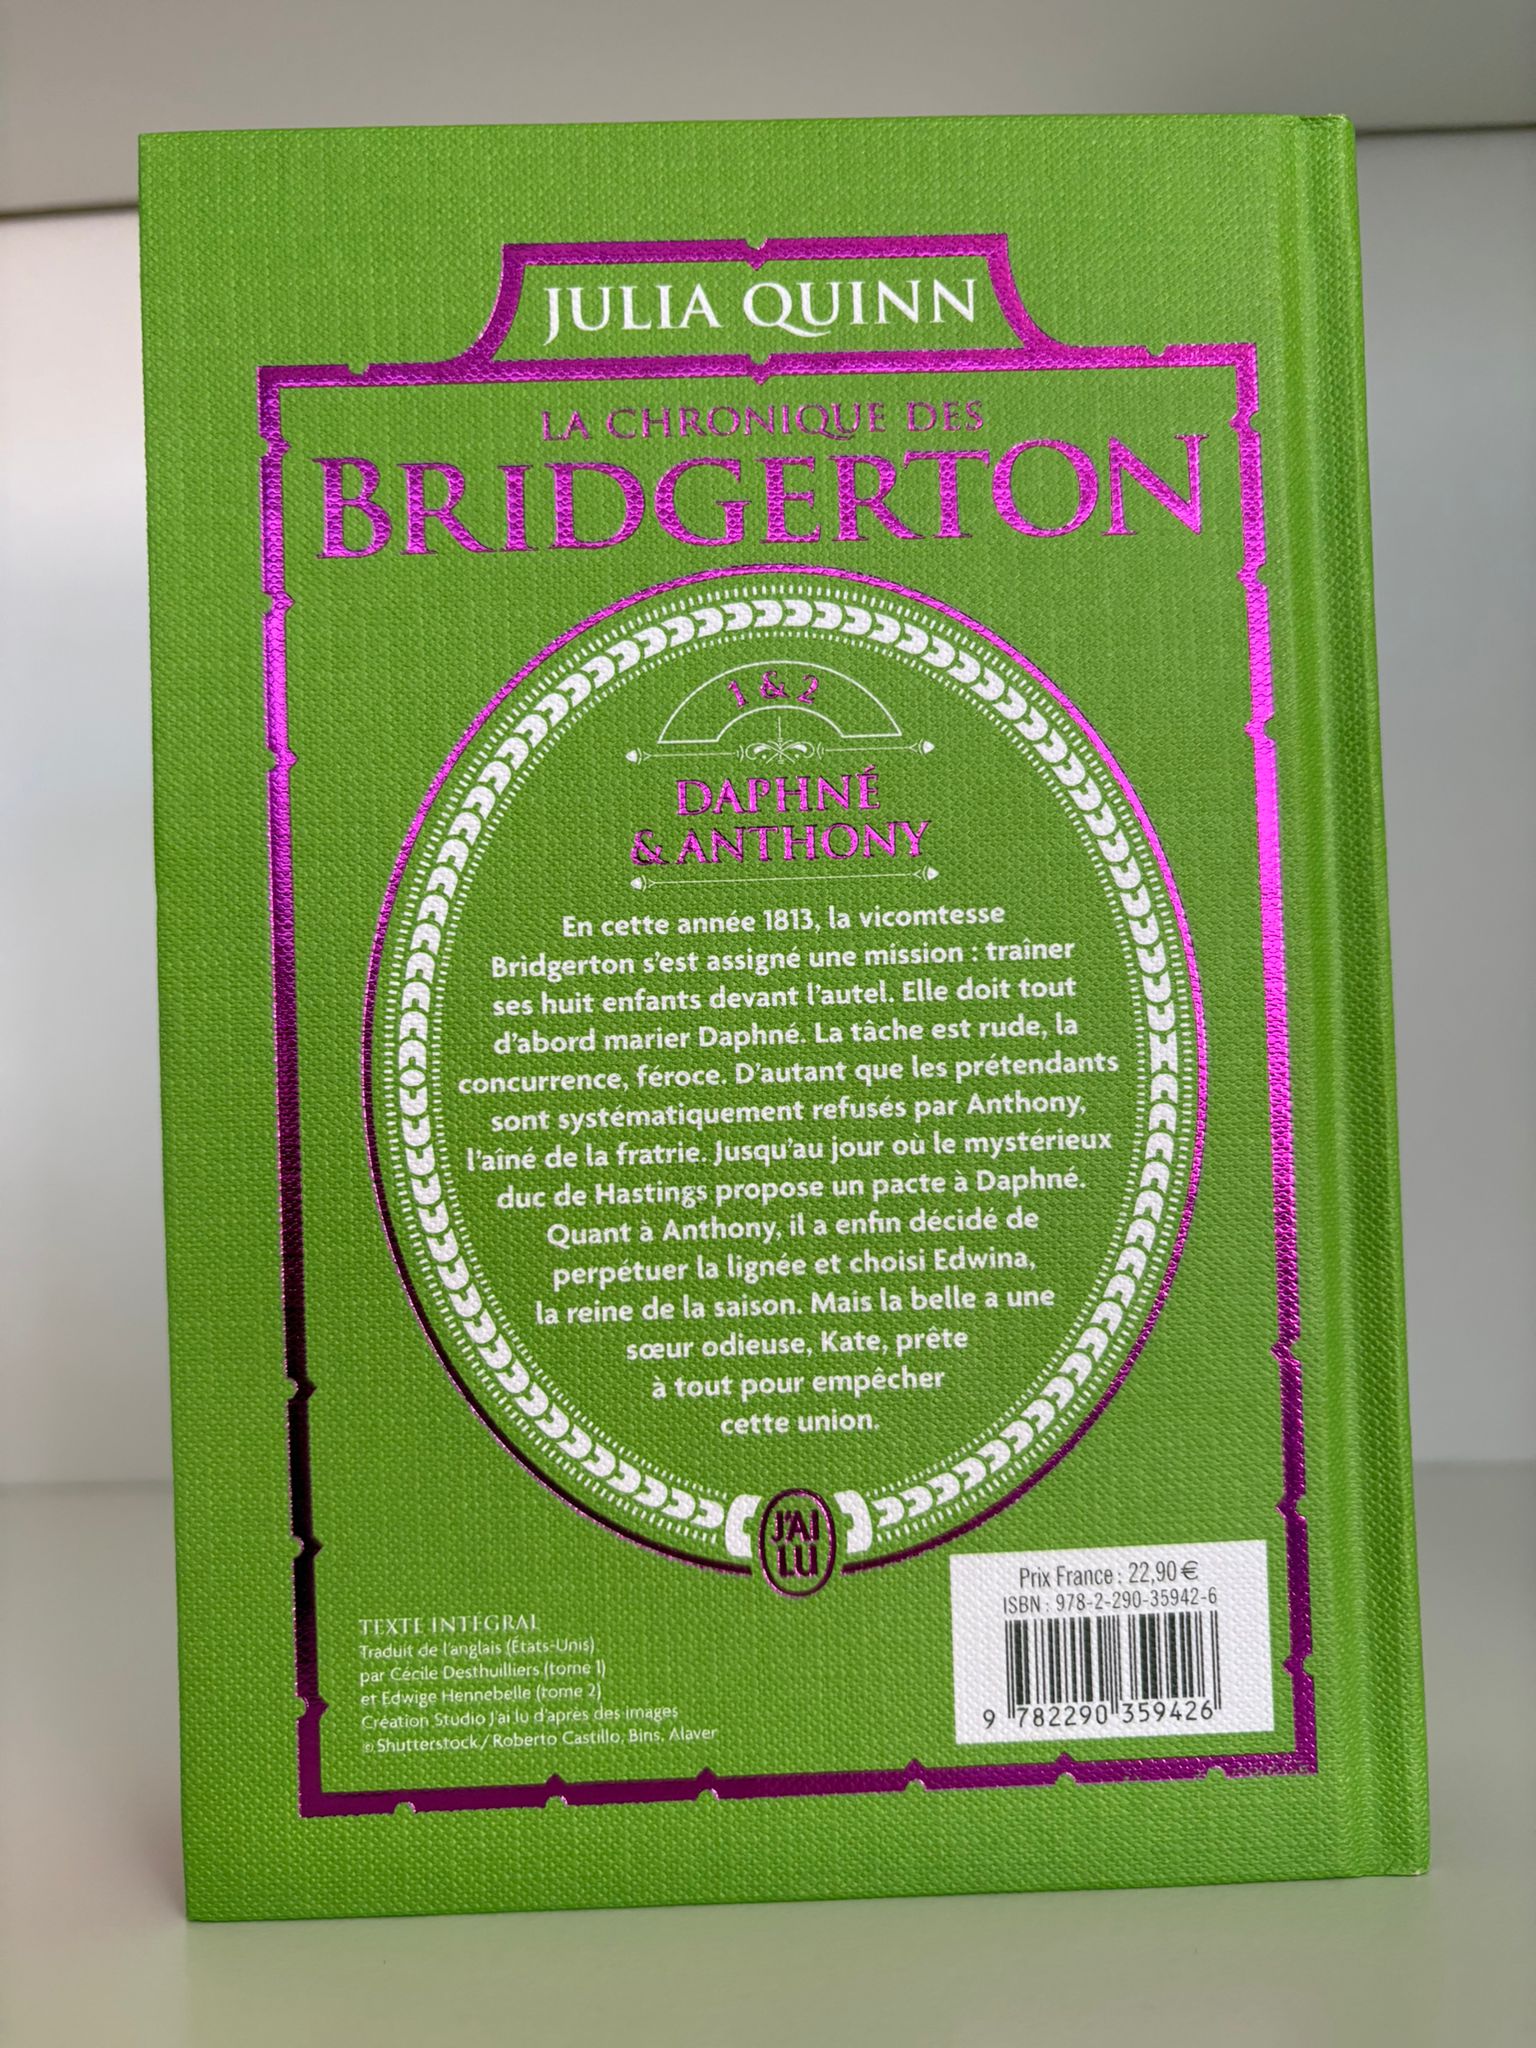 JULIA QUINN
LA CHRONIQUE DES
BRIDGERTON
1 & 2
DAPHNÉ
& ANTHONY
En cette année 1813, la vicomtesse
Bridgerton s'est assigné une mission : traîner
ses huit enfants devant l'autel. Elle doit tout
d'abord marier Daphné. La tâche est rude, la
concurrence, féroce. D'autant que les prétendants
sont systématiquement refusés par Anthony,
l'aîné de la fratrie. Jusqu'au jour où le mystérieux
duc de Hastings propose un pacte à Daphné.
Quant à Anthony, il a enfin décidé de
perpétuer la lignée et choisi Edwina,
la reine de la saison. Mais la belle a une
sœur odieuse, Kate, prête
à tout pour empêcher
cette union.
J'AI
LU
TEXTE INTÉGRAL
Traduit de l'anglais (États-Unis)
par Cécile Desthuilliers (tome 1)
et Edwige Hennebelle (tome 2)
Création Studio J'ai lu d'après des images
© Shutterstock / Roberto Castillo, Bins, Alaver
Prix France : 22,90 €
ISBN : 978-2-290-35942-6
9 782290 359426